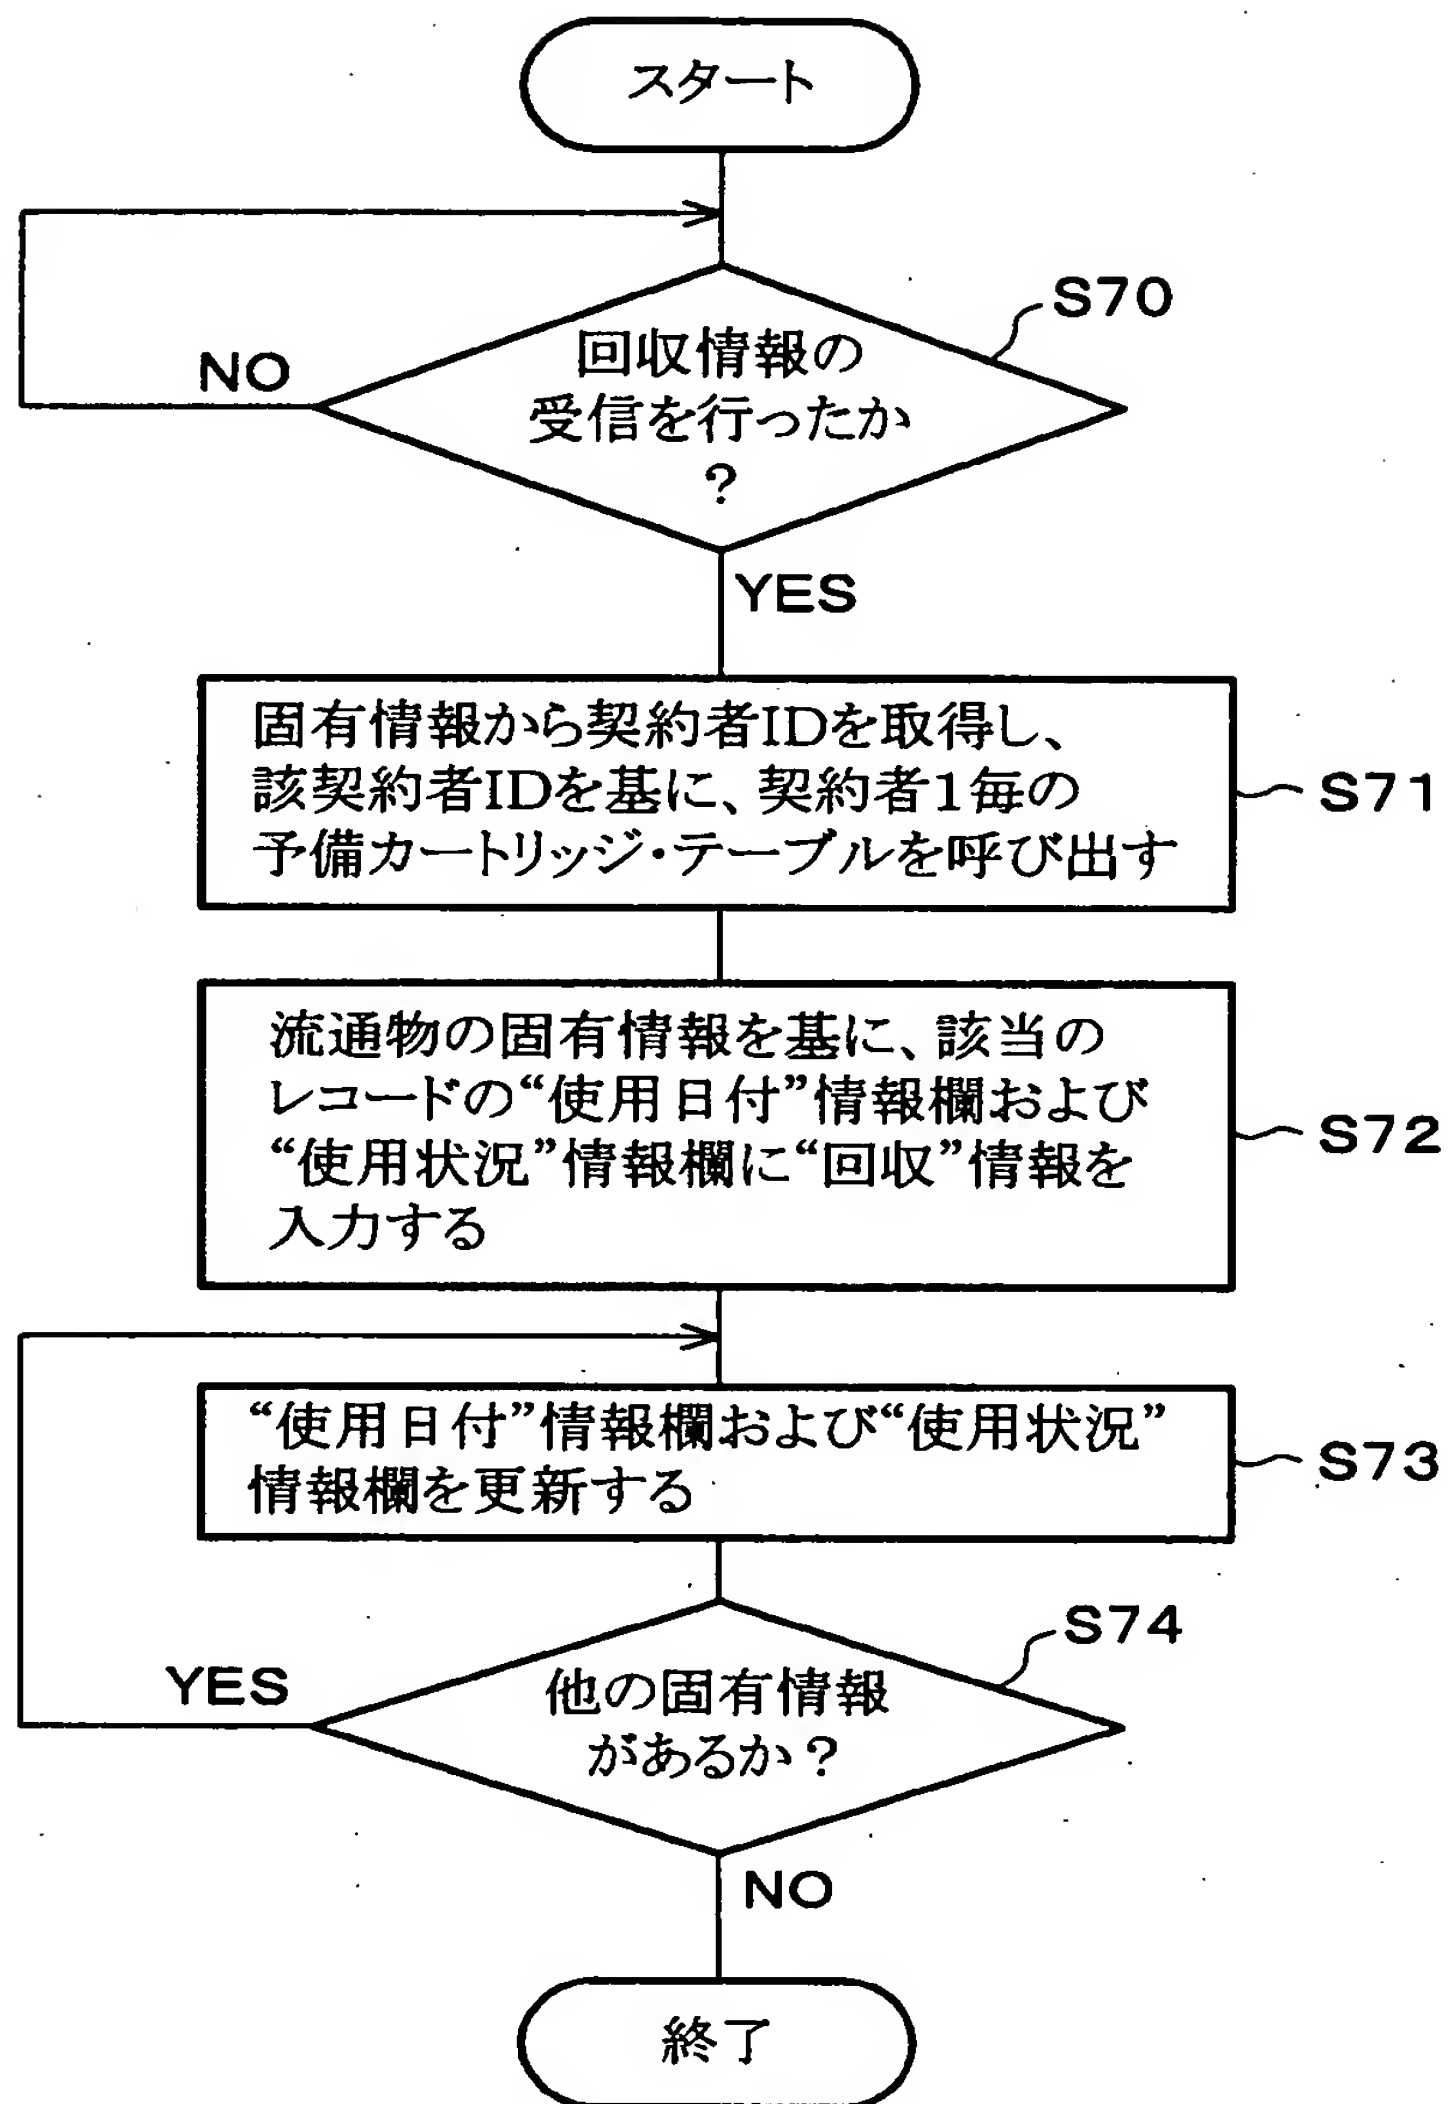 スタート
S70
回収情報の
NO
受信を行ったか
?
YES
固有情報から契約者IDを取得し、
該契約者IDを基に、契約者1毎の
S71
予備カートリッジ・テーブルを呼び出す
流通物の固有情報を基に、該当の
レコードの“使用日付”情報欄および
S72
“使用状況”情報欄に“回収”情報を
入力する
“使用日付”情報欄および“使用状況”
S73
情報欄を更新する
S74
YES
他の固有情報
があるか?
NO
終了